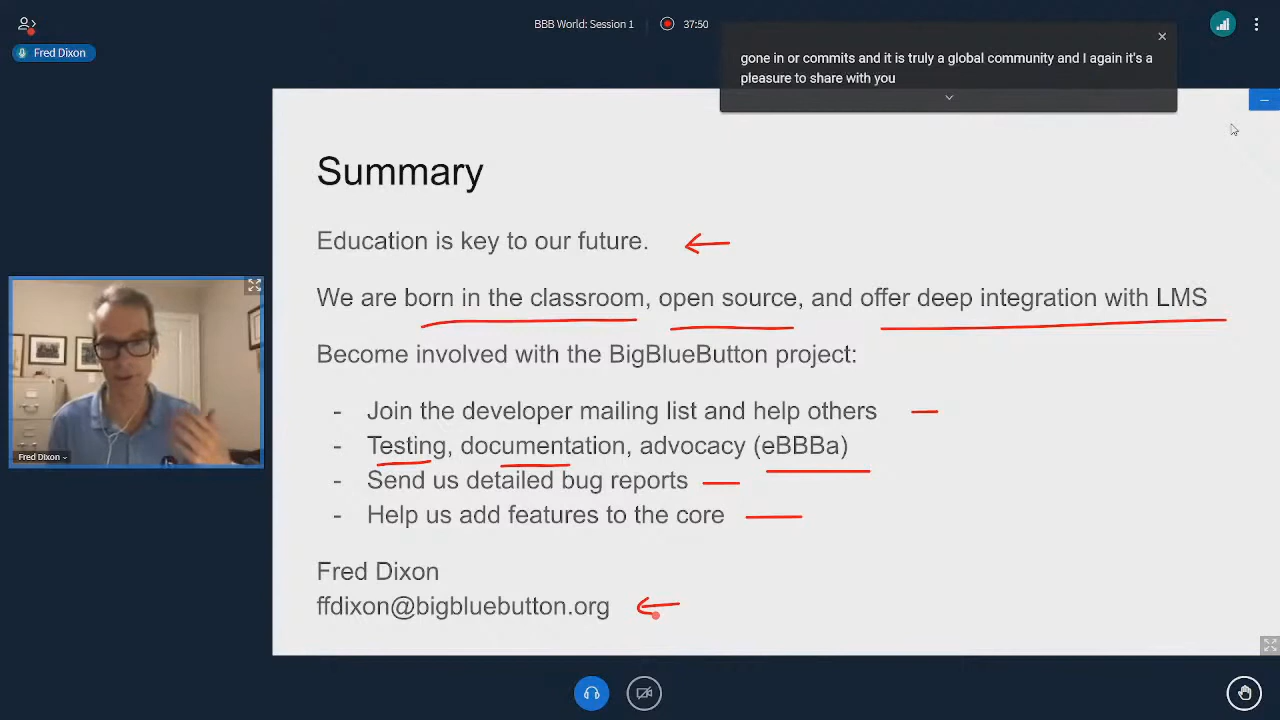 BBB World: Session 1
37:50
Fred Dixon
gone in or commits and it is truly a global community and I again it's a
pleasure to share with you
Summary
Education is key to our future.
We are born in the classroom, open source, and offer deep integration with LMS
Become involved with the BigBlueButton project:
- Join the developer mailing list and help others
- Testing, documentation, advocacy (eBBBa)
- Send us detailed bug reports
- Help us add features to the core
Fred Dixon
ffdixon@bigbluebutton.org
Fred Dixon